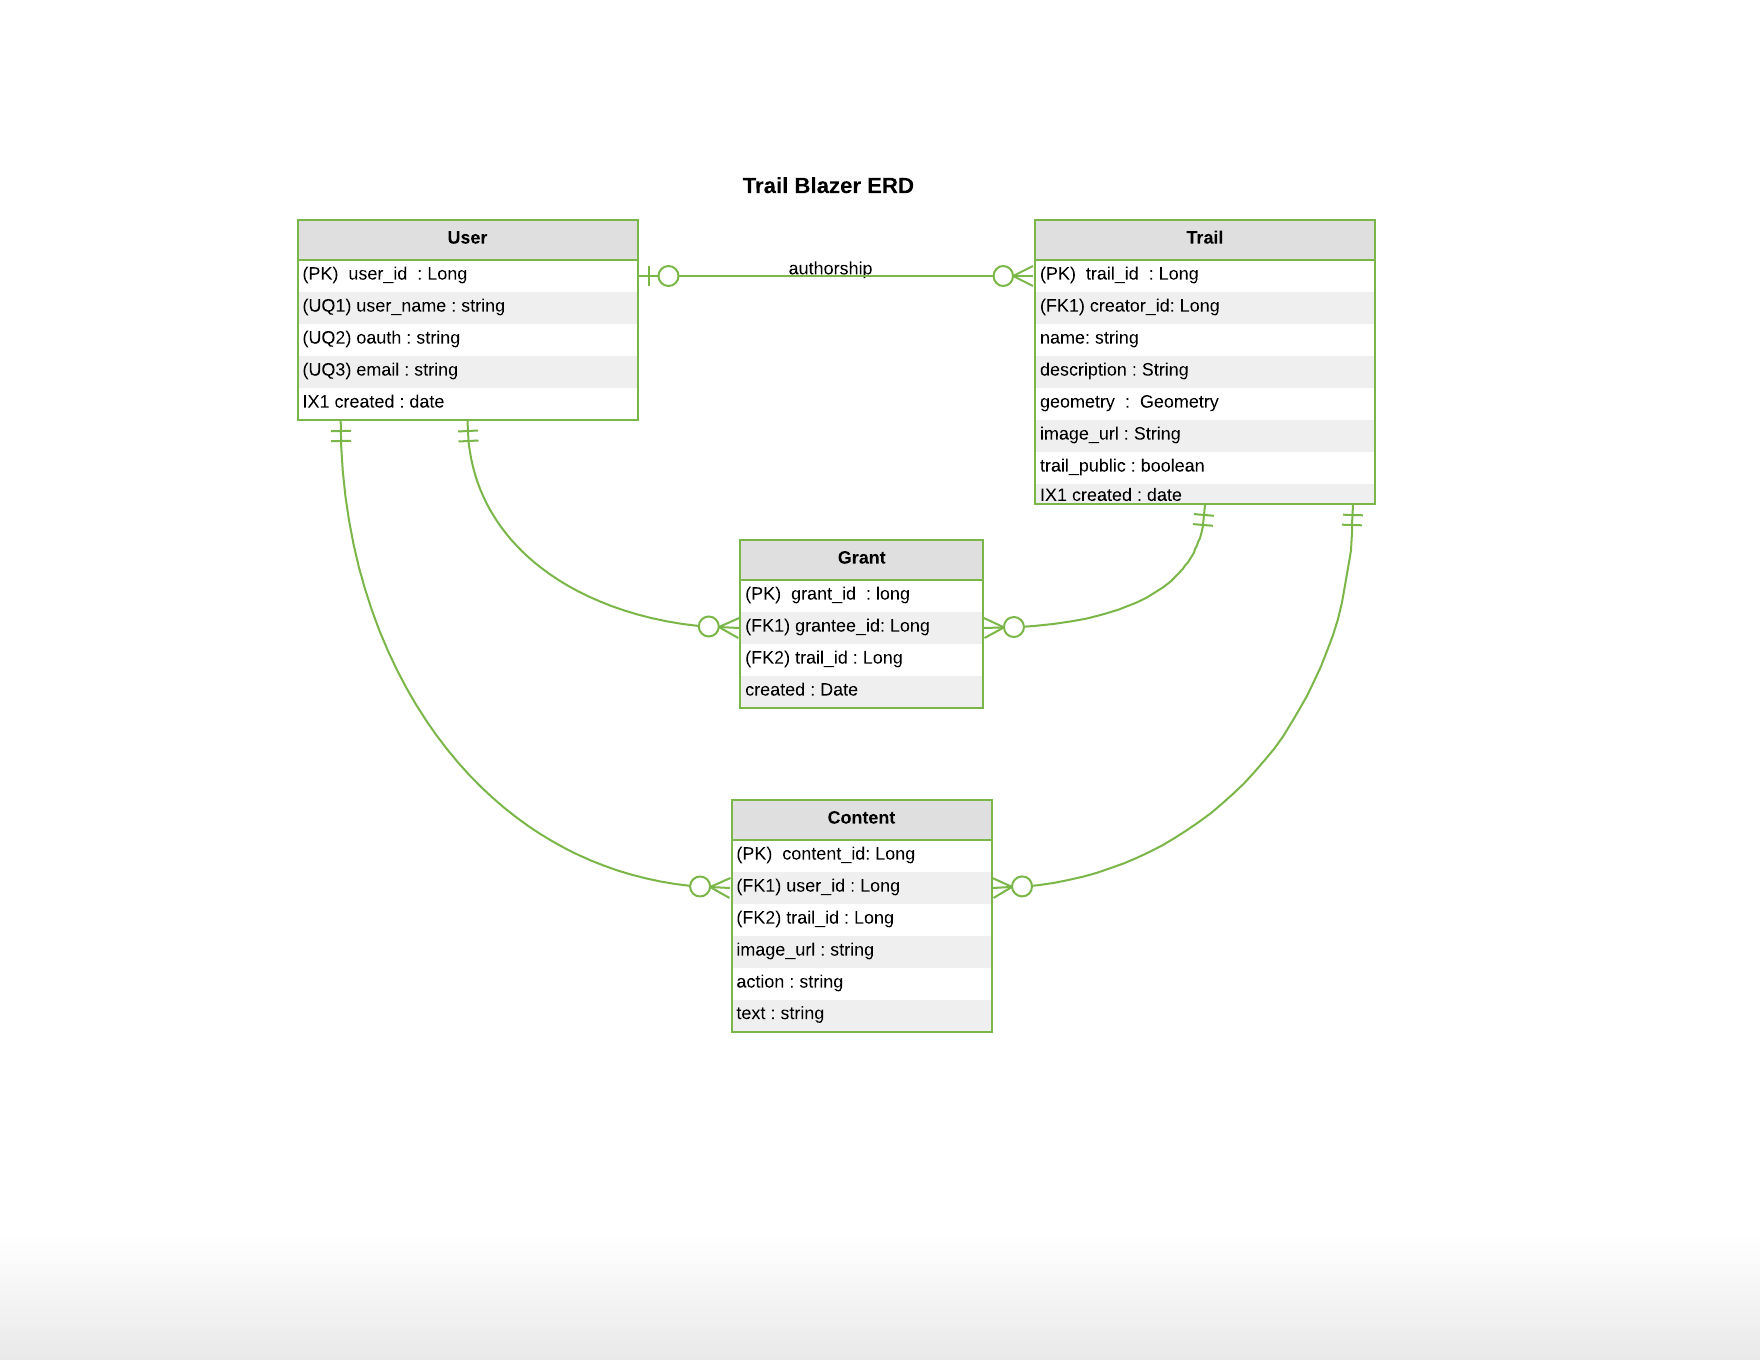 Trail Blazer ERD
User
(PK)  user_id  : Long
(UQ1) user_name : string
(UQ2) oauth : string
(UQ3) email : string
IX1 created : date
authorship
Trail
(PK)  trail_id  : Long
(FK1) creator_id: Long
name: string
description : String
geometry  :  Geometry
image_url : String
trail_public : boolean
IX1 created : date
Grant
(PK)  grant_id  : long
(FK1) grantee_id: Long
(FK2) trail_id : Long
created : Date
Content
(PK)  content_id: Long
(FK1) user_id : Long
(FK2) trail_id : Long
image_url : string
action : string
text : string